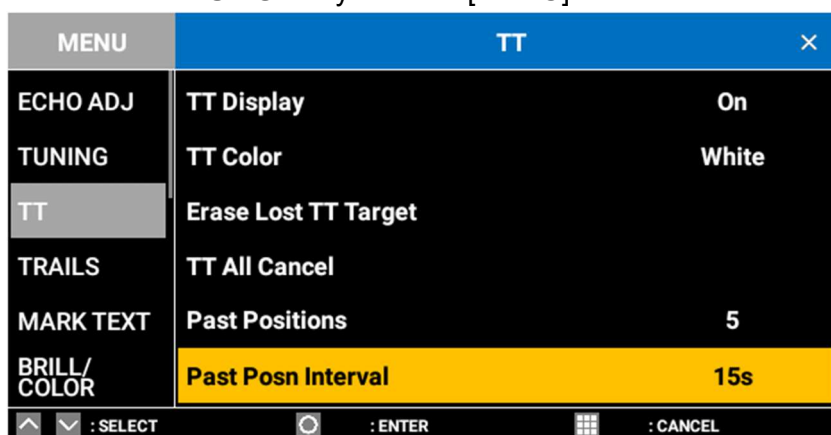 MENU TT ×
ECHO ADJ TT Display On
TUNING TT Color White
TT Erase Lost TT Target
TRAILS TT All Cancel
MARK TEXT Past Positions 5
BRILL/
COLOR Past Posn Interval 15s
: SELECT : ENTER : CANCEL